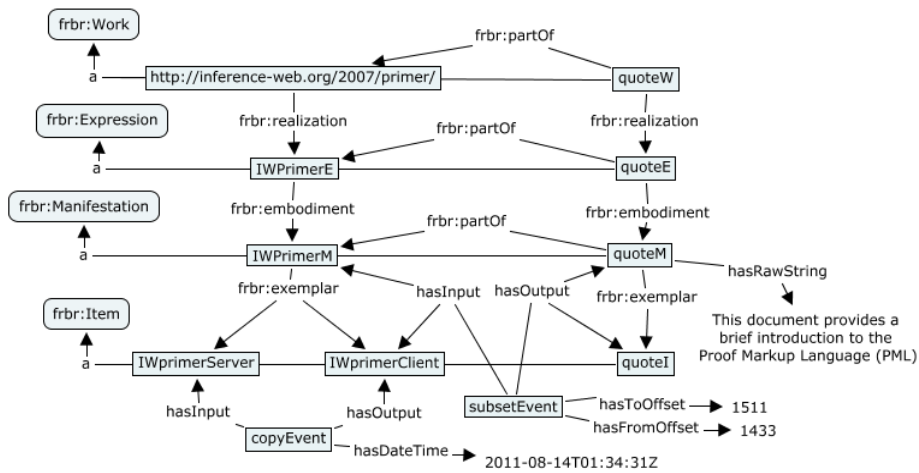 frbr:Work
frbr:partOf
a
http://inference-web.org/2007/primer/
quoteW
frbr:Expression
frbr:realization
frbr:realization
frbr:partOf
a
IWPrimerE
quoteE
frbr:Manifestation
frbr:embodiment
frbr:embodiment
frbr:partOf
a
IWPrimerM
quoteM
hasRawString
frbr:exemplar
hasInput
hasOutput
frbr:exemplar
frbr:Item
This document provides a
brief introduction to the
Proof Markup Language (PML)
a
IWprimerServer
IWprimerClient
quoteI
hasInput
hasOutput
subsetEvent
hasToOffset
1511
hasFromOffset
1433
copyEvent
hasDateTime
2011-08-14T01:34:31Z